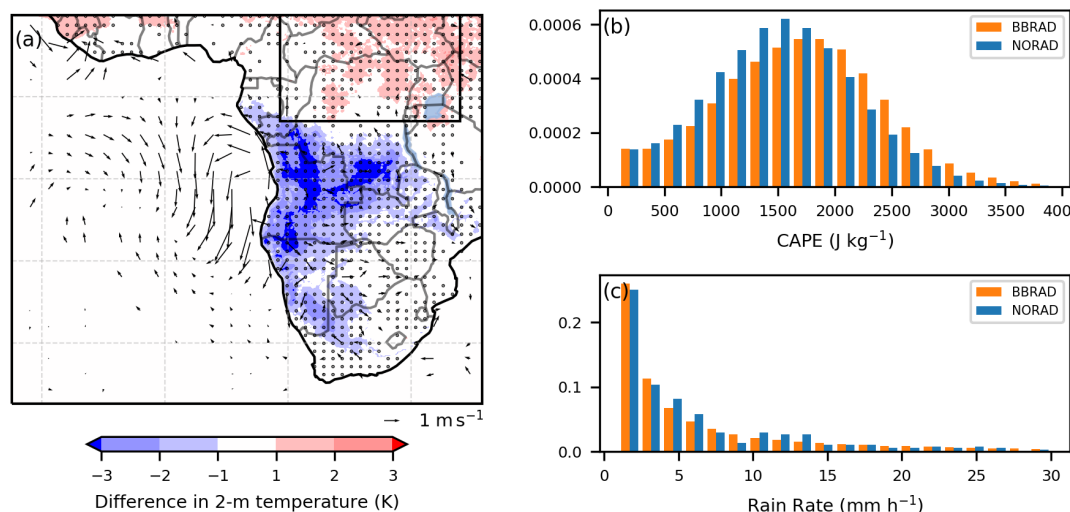 (a)
1 m s⁻¹
−3 −2 −1 1 2 3
Difference in 2-m temperature (K)
(b)
BBRAD
NORAD
0.0006
0.0004
0.0002
0.0000
0 500 1000 1500 2000 2500 3000 3500 400
CAPE (J kg⁻¹)
(c)
BBRAD
NORAD
0.2
0.1
0.0
0 5 10 15 20 25 30
Rain Rate (mm h⁻¹)